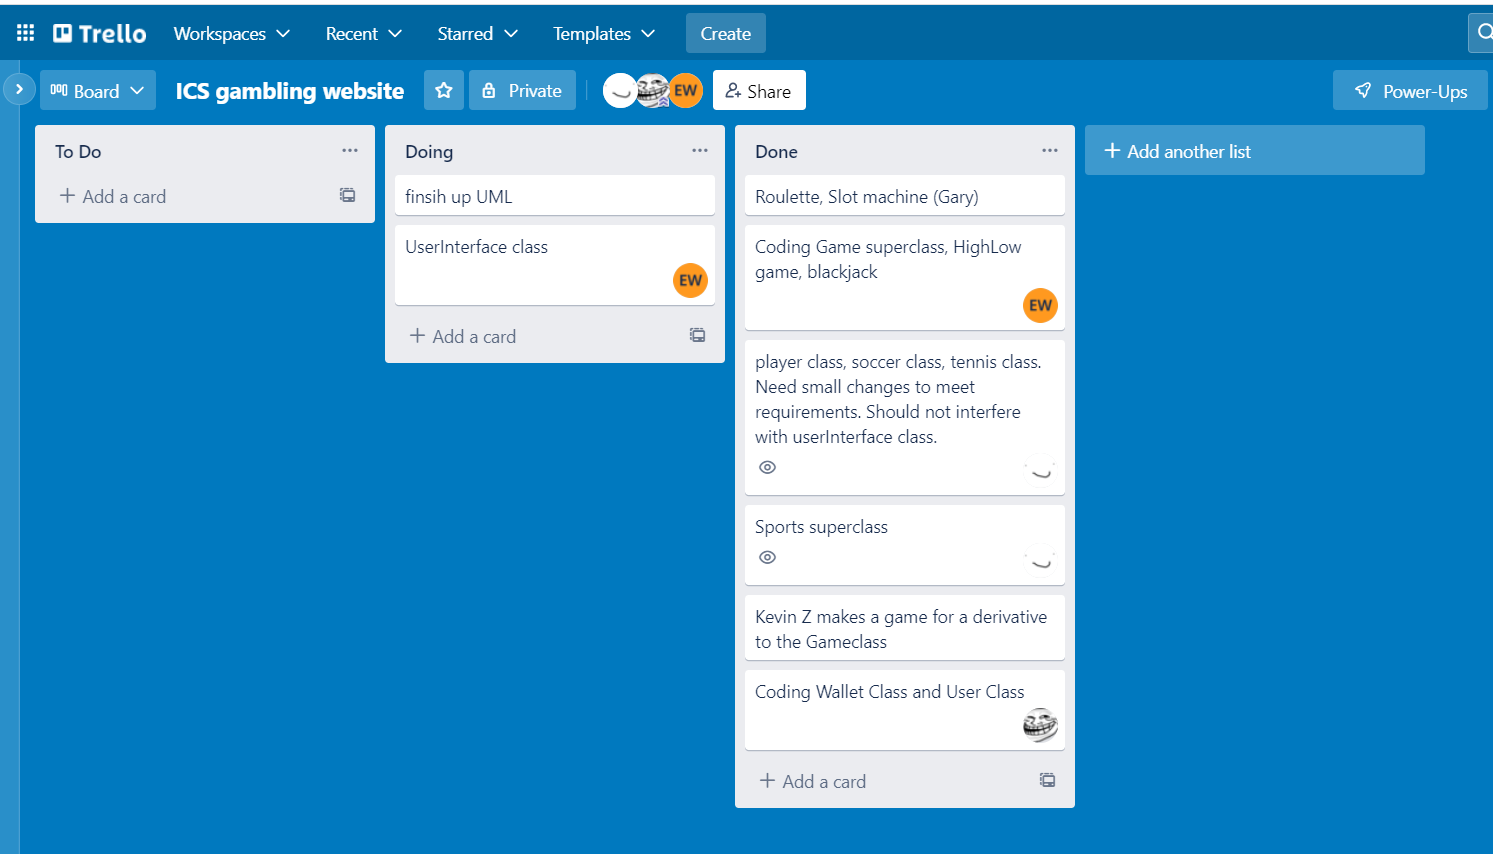 Trello
Workspaces
Recent
Starred
Templates
Create
Board
ICS gambling website
Private
EW
Share
Power-Ups
To Do
Add a card
Doing
finsih up UML
UserInterface class
EW
Add a card
Done
Roulette, Slot machine (Gary)
Coding Game superclass, HighLow
game, blackjack
EW
player class, soccer class, tennis class.
Need small changes to meet
requirements. Should not interfere
with userInterface class.
Sports superclass
Kevin Z makes a game for a derivative
to the Gameclass
Coding Wallet Class and User Class
Add a card
Add another list